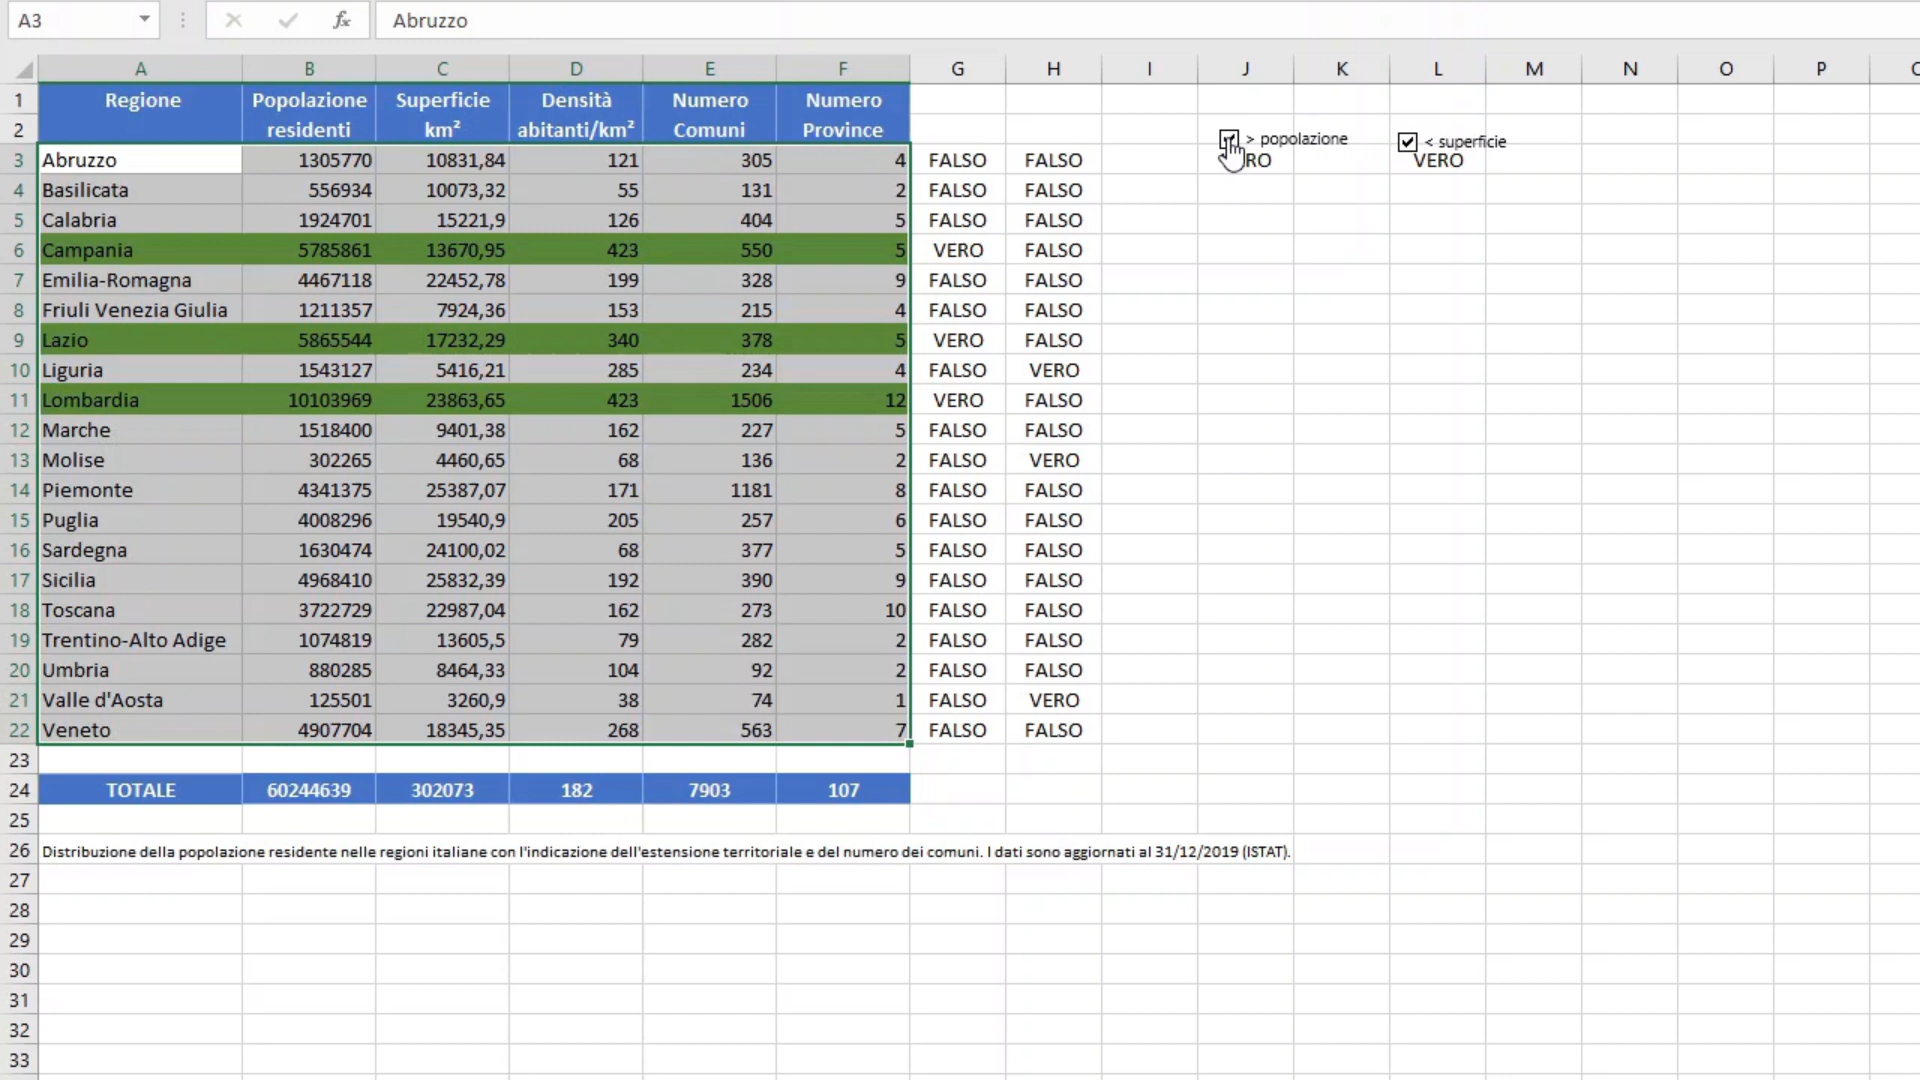 A3 fx Abruzzo
A B C D E F G H I J K L M N O P
1 Regione Popolazione Superficie Densità Numero Numero
2 residenti km² abitanti/km² Comuni Province > popolazione < superficie
3 Abruzzo 1305770 10831,84 121 305 4 FALSO FALSO RO VERO
4 Basilicata 556934 10073,32 55 131 2 FALSO FALSO
5 Calabria 1924701 15221,9 126 404 5 FALSO FALSO
6 Campania 5785861 13670,95 423 550 5 VERO FALSO
7 Emilia-Romagna 4467118 22452,78 199 328 9 FALSO FALSO
8 Friuli Venezia Giulia 1211357 7924,36 153 215 4 FALSO FALSO
9 Lazio 5865544 17232,29 340 378 5 VERO FALSO
10 Liguria 1543127 5416,21 285 234 4 FALSO VERO
11 Lombardia 10103969 23863,65 423 1506 12 VERO FALSO
12 Marche 1518400 9401,38 162 227 5 FALSO FALSO
13 Molise 302265 4460,65 68 136 2 FALSO VERO
14 Piemonte 4341375 25387,07 171 1181 8 FALSO FALSO
15 Puglia 4008296 19540,9 205 257 6 FALSO FALSO
16 Sardegna 1630474 24100,02 68 377 5 FALSO FALSO
17 Sicilia 4968410 25832,39 192 390 9 FALSO FALSO
18 Toscana 3722729 22987,04 162 273 10 FALSO FALSO
19 Trentino-Alto Adige 1074819 13605,5 79 282 2 FALSO FALSO
20 Umbria 880285 8464,33 104 92 2 FALSO FALSO
21 Valle d'Aosta 125501 3260,9 38 74 1 FALSO VERO
22 Veneto 4907704 18345,35 268 563 7 FALSO FALSO
23
24 TOTALE 60244639 302073 182 7903 107
25
26 Distribuzione della popolazione residente nelle regioni italiane con l'indicazione dell'estensione territoriale e del numero dei comuni. I dati sono aggiornati al 31/12/2019 (ISTAT).
27
28
29
30
31
32
33